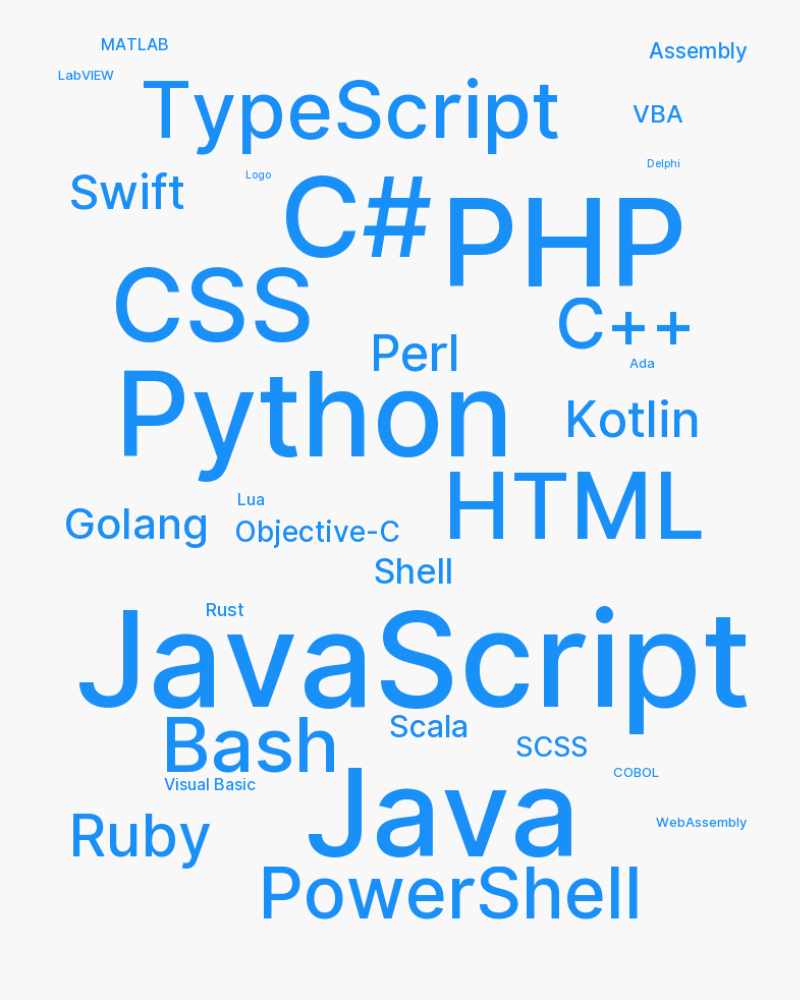 MATLAB
Assembly
LabVIEW
TypeScript
VBA
Delphi
Logo
Swift
C#
PHP
CSS
C++
Perl
Ada
Python
Kotlin
HTML
Lua
Golang
Objective-C
Shell
Rust
JavaScript
Scala
Bash
SCSS
COBOL
Visual Basic
Java
WebAssembly
Ruby
PowerShell